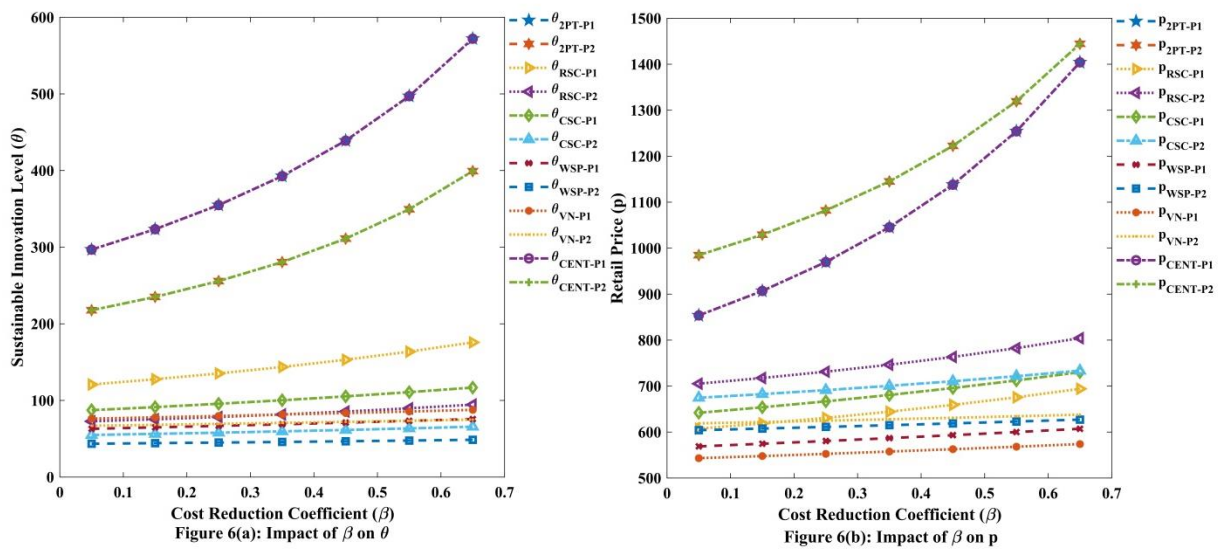 600
500
400
300
200
100
0
Sustainable Innovation Level (θ)
0 0.1 0.2 0.3 0.4 0.5 0.6 0.7
Cost Reduction Coefficient (β)
Figure 6(a): Impact of β on θ
θ2PT-P1
θ2PT-P2
θRSC-P1
θRSC-P2
θCSC-P1
θCSC-P2
θWSP-P1
θWSP-P2
θVN-P1
θVN-P2
θCENT-P1
θCENT-P2
1500
1400
1300
1200
1100
1000
900
800
700
600
500
Retail Price (p)
0 0.1 0.2 0.3 0.4 0.5 0.6 0.7
Cost Reduction Coefficient (β)
Figure 6(b): Impact of β on p
p2PT-P1
p2PT-P2
pRSC-P1
pRSC-P2
pCSC-P1
pCSC-P2
pWSP-P1
pWSP-P2
pVN-P1
pVN-P2
pCENT-P1
pCENT-P2